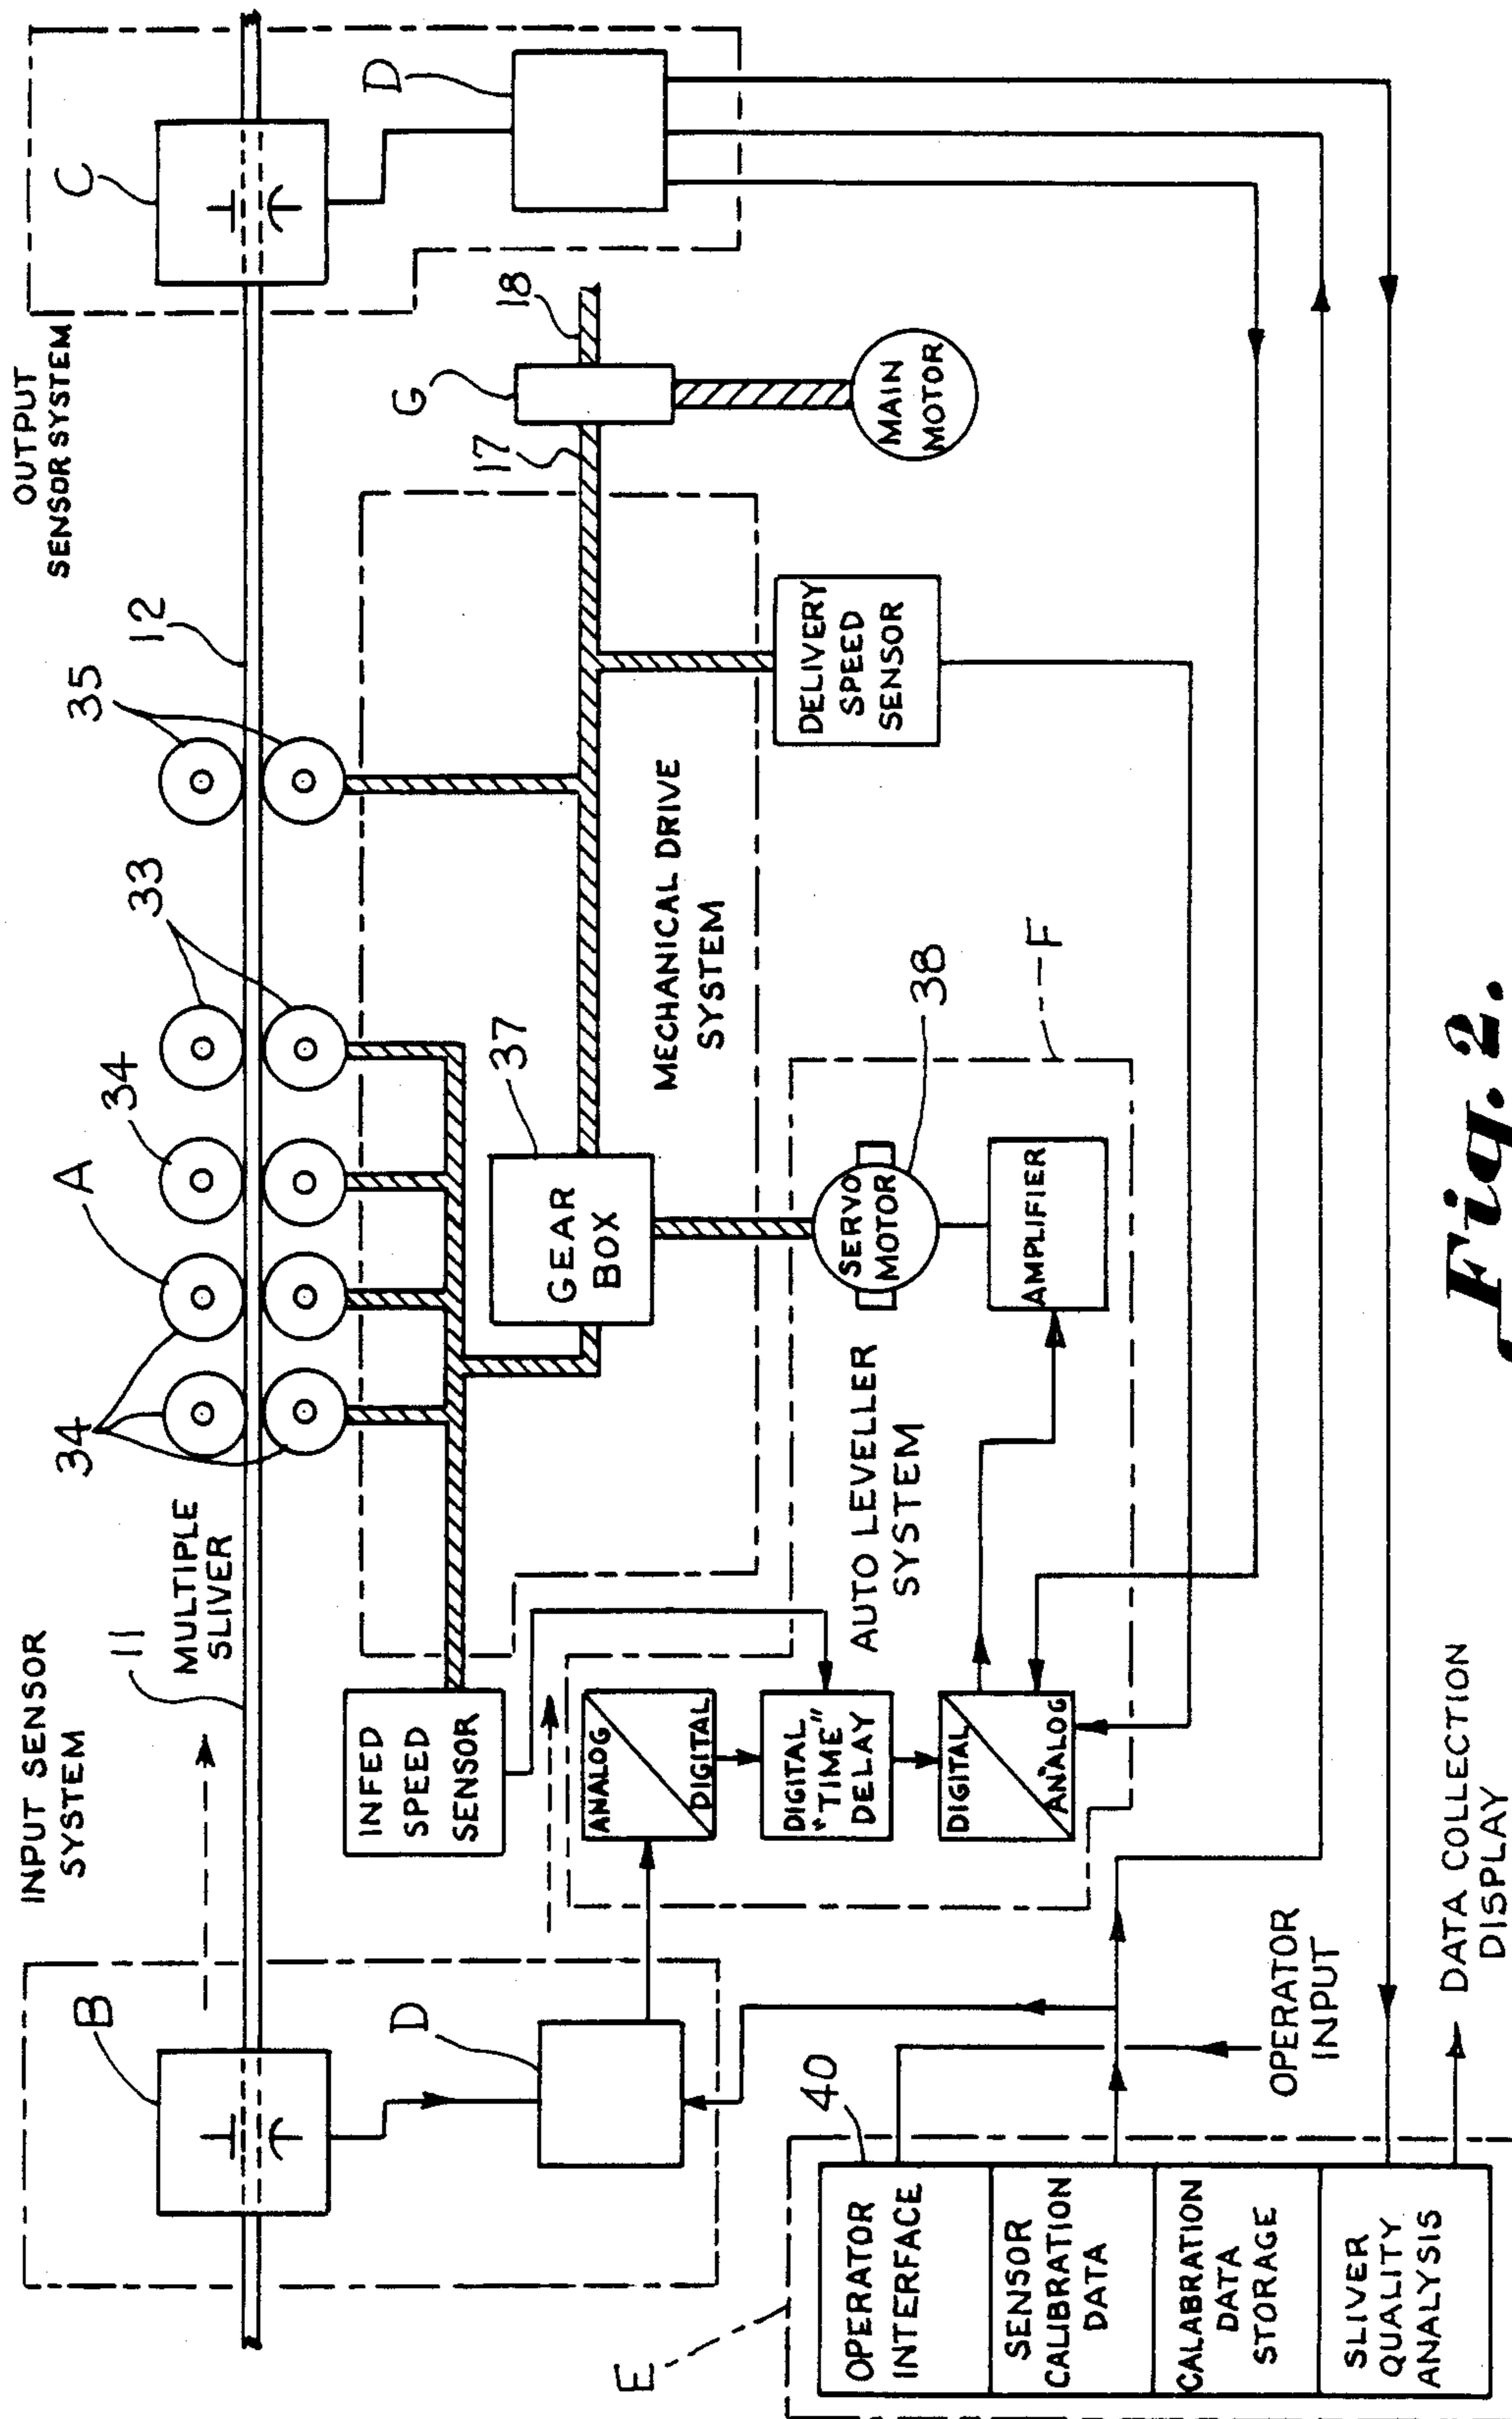 INPUT SENSOR
SYSTEM
OUTPUT
SENSOR SYSTEM
B
11
MULTIPLE
SLIVER
34
A
34
33
35
12
C
D
INFED
SPEED
SENSOR
37
GEAR
BOX
MECHANICAL DRIVE
SYSTEM
17
G
18
MAIN
MOTOR
DELIVERY
SPEED
SENSOR
D
ANALOG
DIGITAL
DIGITAL
"TIME"
DELAY
DIGITAL
ANALOG
AUTO LEVELLER
SYSTEM
SERVO
MOTOR
38
AMPLIFIER
F
E
40
OPERATOR
INTERFACE
SENSOR
CALIBRATION
DATA
CALABRATION
DATA
STORAGE
SLIVER
QUALITY
ANALYSIS
OPERATOR
INPUT
DATA COLLECTION
DISPLAY
Fig. 2.